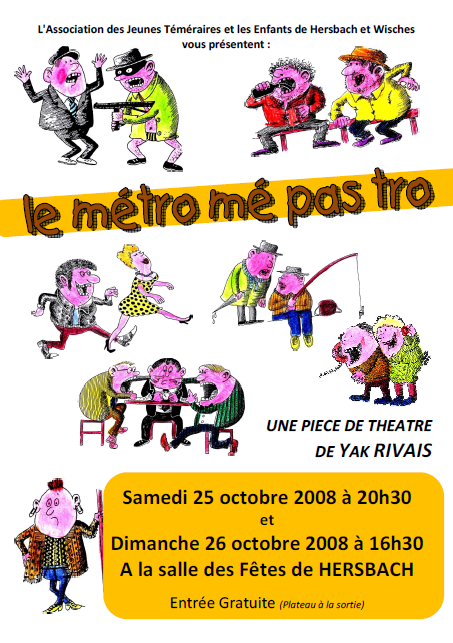 L'Association des Jeunes Téméraires et les Enfants de Hersbach et Wisches
vous présentent :
le métro mé pas tro
UNE PIECE DE THEATRE
DE YAK RIVAIS
Samedi 25 octobre 2008 à 20h30
et
Dimanche 26 octobre 2008 à 16h30
A la salle des Fêtes de HERSBACH
Entrée Gratuite (Plateau à la sortie)